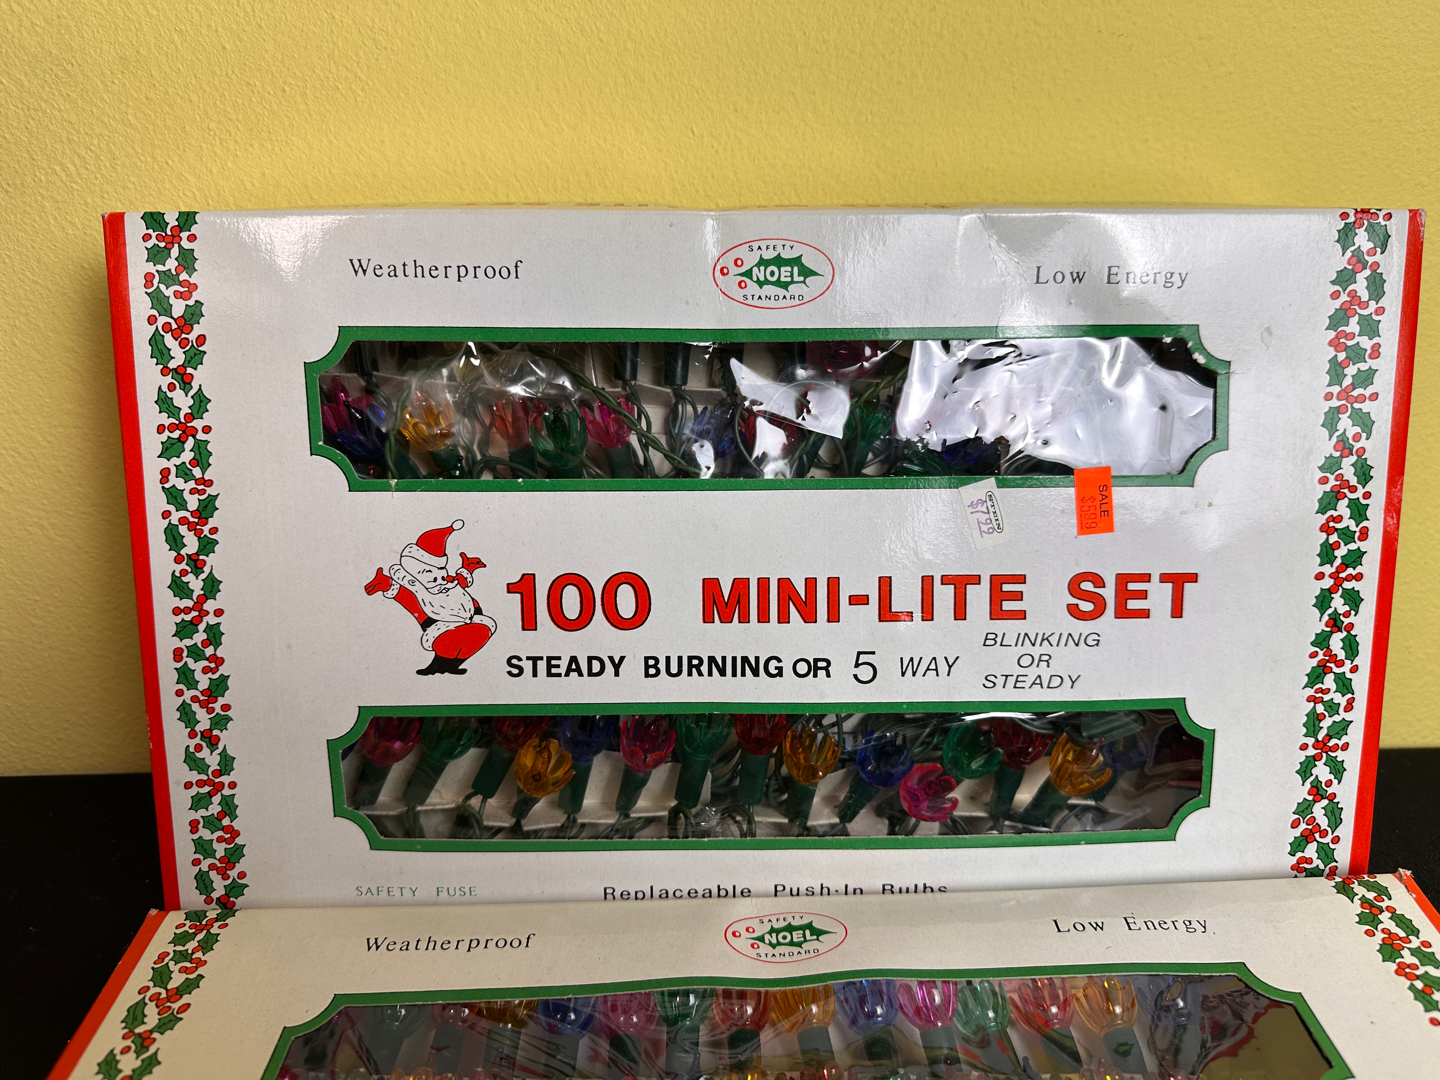 Weatherproof
SAFETY
NOEL
STANDARD
Low Energy
STEIN
$7.99
SALE
$5.99
100 MINI-LITE SET
STEADY BURNING OR 5 WAY
BLINKING
OR
STEADY
SAFETY FUSE
Replaceable Push-In Bulbs
Weatherproof
SAFETY
NOEL
STANDARD
Low Energy